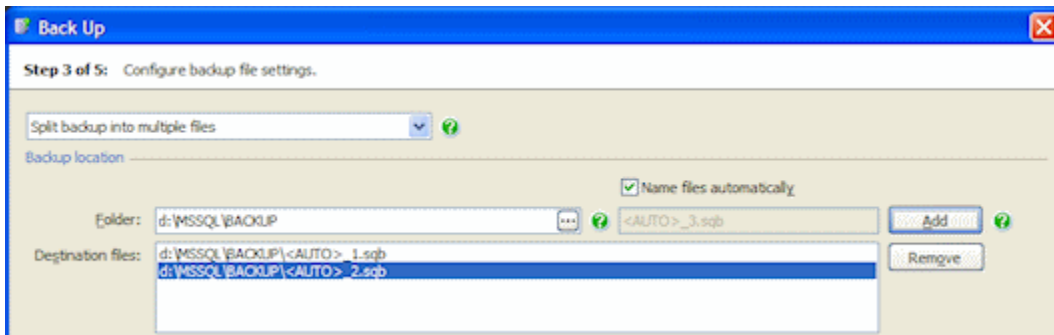 Back Up
Step 3 of 5: Configure backup file settings.
Split backup into multiple files
Backup location
Name files automatically
Folder: d:\MSSQL\BACKUP ... <AUTO>_3.sqb Add
Destination files: d:\MSSQL\BACKUP\<AUTO>_1.sqb
d:\MSSQL\BACKUP\<AUTO>_2.sqb Remove